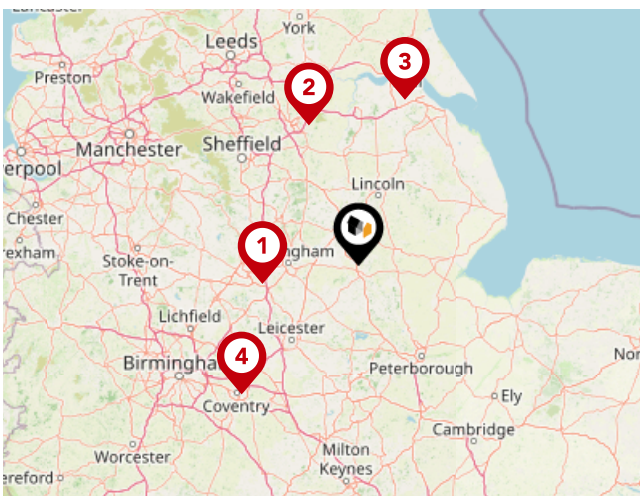 Lancaster
York
Leeds
3
Preston
2
Wakefield
Manchester
Sheffield
erpool
Lincoln
Chester
1
ngham
rexham
Stoke-on-
Trent
Lichfield
Leicester
Birmingha
4
Peterborough
Nor
Coventry
Ely
Cambridge
Worcester
Milton
Keynes
ereford